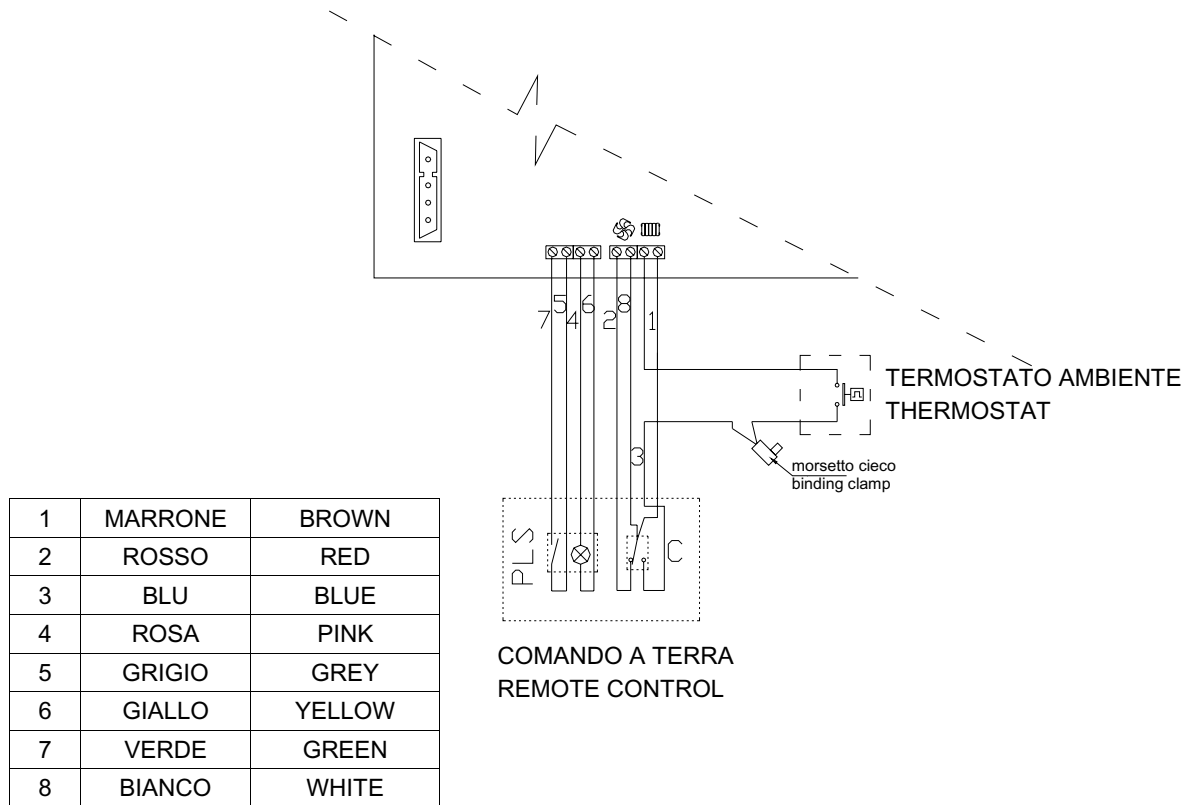 7 5 4 6 2 8 1
TERMOSTATO AMBIENTE
THERMOSTAT
3
morsetto cieco
binding clamp
PLS
C
COMANDO A TERRA
REMOTE CONTROL
1 MARRONE BROWN
2 ROSSO RED
3 BLU BLUE
4 ROSA PINK
5 GRIGIO GREY
6 GIALLO YELLOW
7 VERDE GREEN
8 BIANCO WHITE